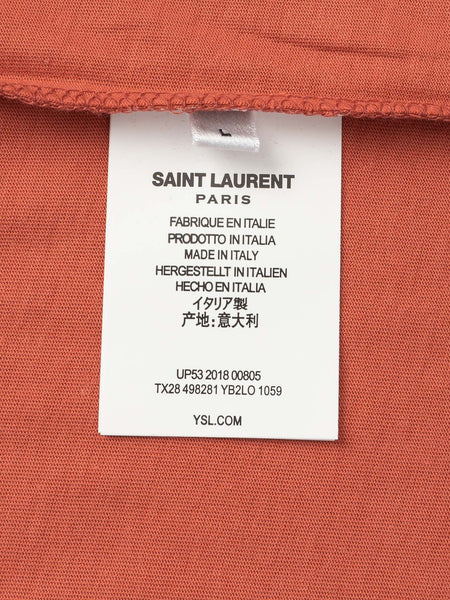 L
SAINT LAURENT
PARIS
FABRIQUE EN ITALIE
PRODOTTO IN ITALIA
MADE IN ITALY
HERGESTELLT IN ITALIEN
HECHO EN ITALIA
イタリア製
产地: 意大利
UP53 2018 00805
TX28 498281 YB2LO 1059
YSL.COM